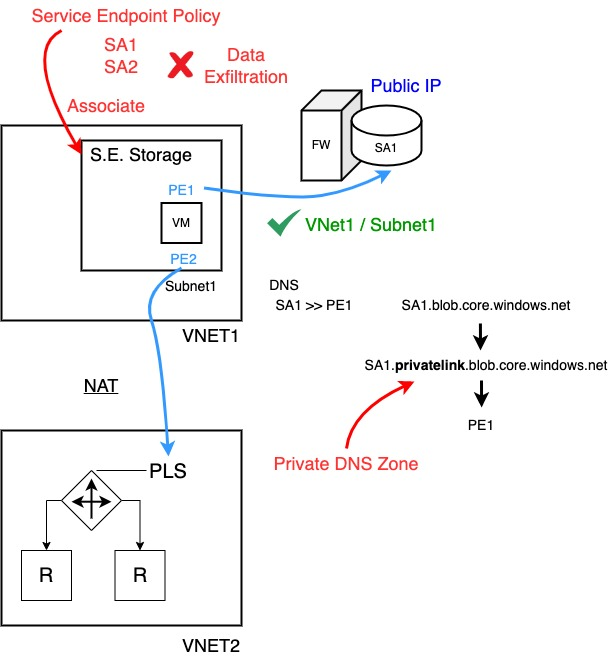 Service Endpoint Policy
SA1
SA2
Data
Exfiltration
Associate
Public IP
FW
SA1
S.E. Storage
PE1
VM
PE2
Subnet1
VNET1
VNet1 / Subnet1
DNS
SA1 >> PE1
SA1.blob.core.windows.net
SA1.privatelink.blob.core.windows.net
PE1
Private DNS Zone
NAT
PLS
R
R
VNET2